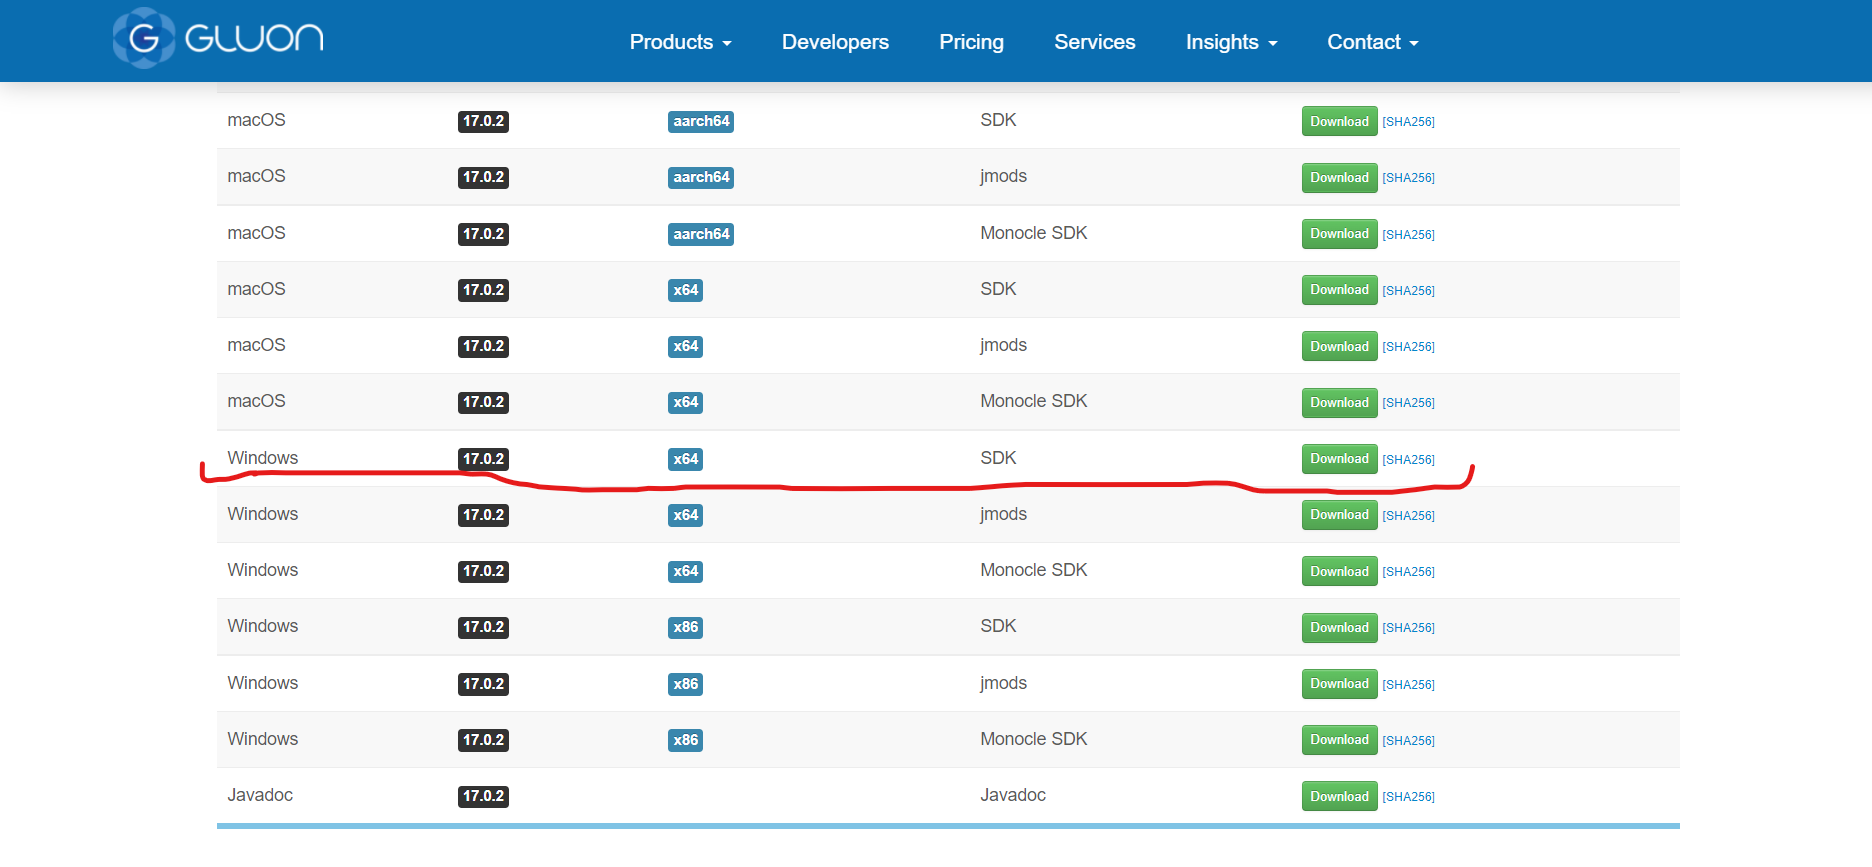 G GLUON Products Developers Pricing Services Insights Contact
macOS 17.0.2 aarch64 SDK Download [SHA256]
macOS 17.0.2 aarch64 jmods Download [SHA256]
macOS 17.0.2 aarch64 Monocle SDK Download [SHA256]
macOS 17.0.2 x64 SDK Download [SHA256]
macOS 17.0.2 x64 jmods Download [SHA256]
macOS 17.0.2 x64 Monocle SDK Download [SHA256]
Windows 17.0.2 x64 SDK Download [SHA256]
Windows 17.0.2 x64 jmods Download [SHA256]
Windows 17.0.2 x64 Monocle SDK Download [SHA256]
Windows 17.0.2 x86 SDK Download [SHA256]
Windows 17.0.2 x86 jmods Download [SHA256]
Windows 17.0.2 x86 Monocle SDK Download [SHA256]
Javadoc 17.0.2 Javadoc Download [SHA256]